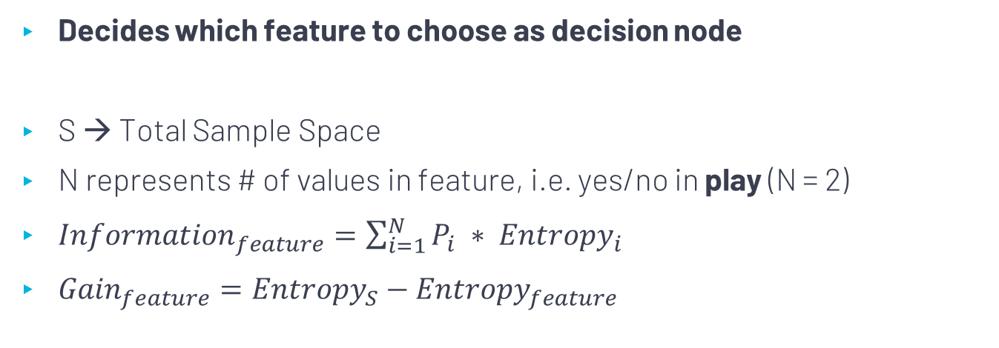 ▸ Decides which feature to choose as decision node
▸ S → Total Sample Space
▸ N represents # of values in feature, i.e. yes/no in play (N = 2)
▸ Information_{feature} = ∑_{i=1}^{N} P_i * Entropy_i
▸ Gain_{feature} = Entropy_S − Entropy_{feature}